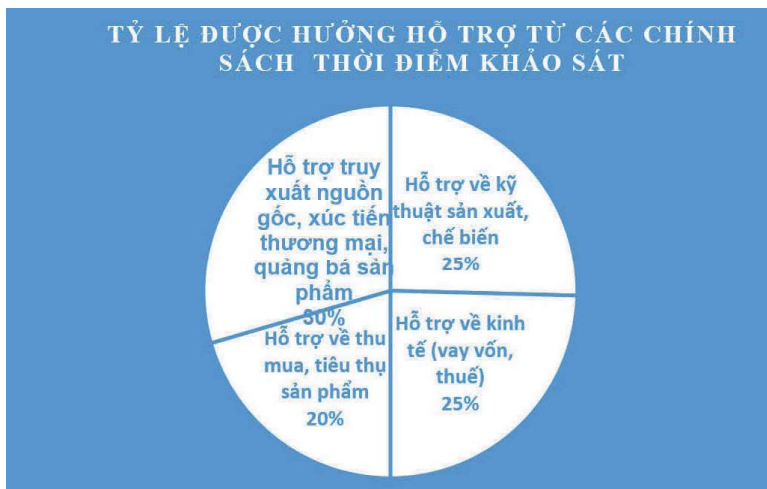 TỶ LỆ ĐƯỢC HƯỞNG HỖ TRỢ TỪ CÁC CHÍNH
SÁCH THỜI ĐIỂM KHẢO SÁT
Hỗ trợ truy
xuất nguồn
gốc, xúc tiến
thương mại,
quảng bá sản
phẩm
30%
Hỗ trợ về kỹ
thuật sản xuất,
chế biến
25%
Hỗ trợ về thu
mua, tiêu thụ
sản phẩm
20%
Hỗ trợ về kinh
tế (vay vốn,
thuế)
25%